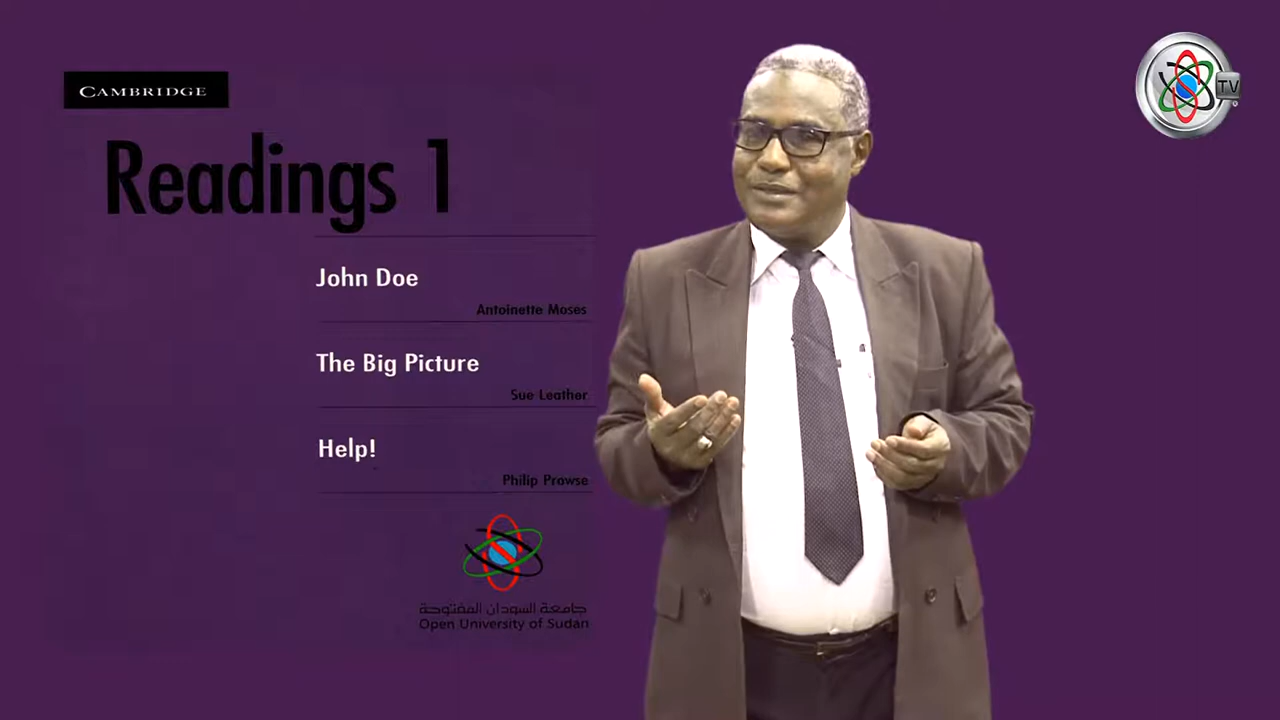 CAMBRIDGE
Readings 1
John Doe
Antoinette Moses
The Big Picture
Sue Leather
Help!
Philip Prowse
جامعة السودان المفتوحة
Open University of Sudan
TV